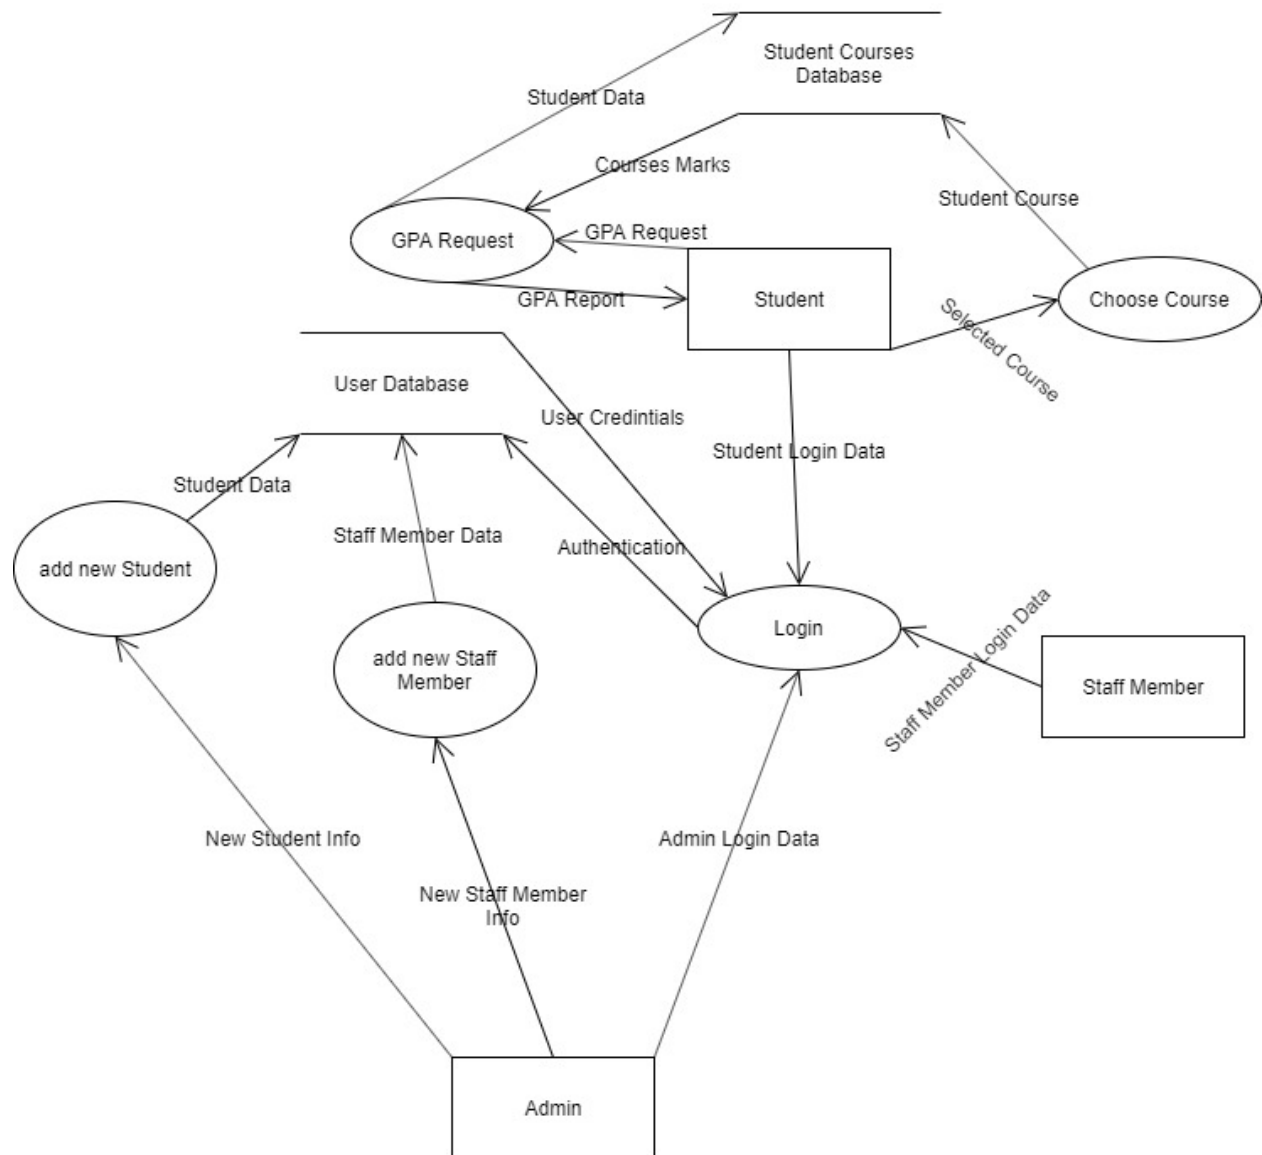 Student Courses
Database
Student Data
Courses Marks
Student Course
GPA Request
GPA Request
GPA Report
Student
Choose Course
Selected Course
User Database
User Credintials
Student Login Data
Student Data
Staff Member Data
Authentication
add new Student
Login
Staff Member Login Data
add new Staff
Member
Staff Member
New Student Info
Admin Login Data
New Staff Member
Info
Admin